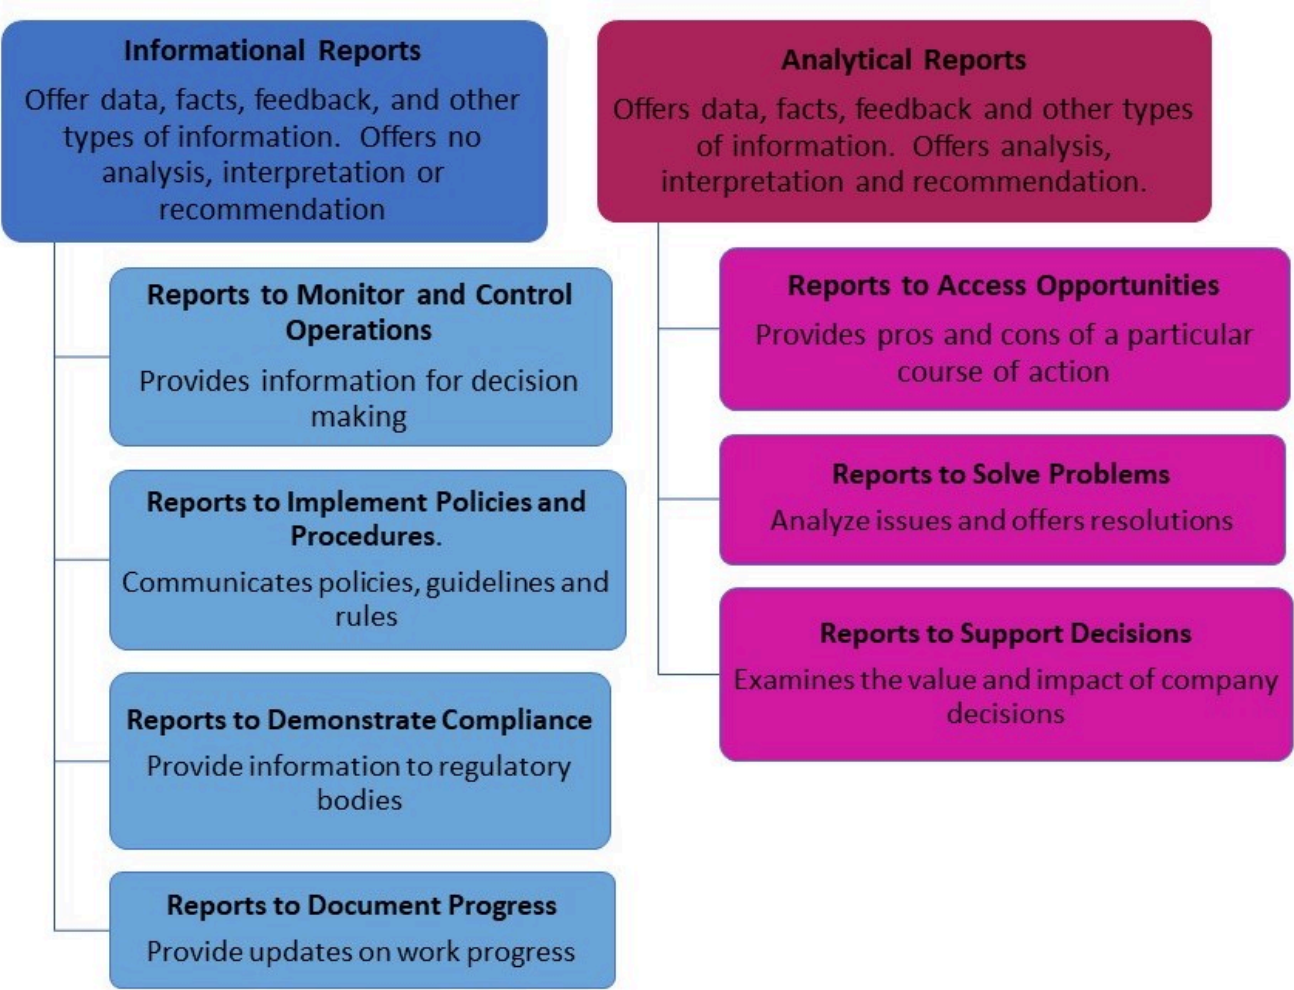 Informational Reports
Offer data, facts, feedback, and other
types of information. Offers no
analysis, interpretation or
recommendation
Reports to Monitor and Control
Operations
Provides information for decision
making
Reports to Implement Policies and
Procedures.
Communicates policies, guidelines and
rules
Reports to Demonstrate Compliance
Provide information to regulatory
bodies
Reports to Document Progress
Provide updates on work progress
Analytical Reports
Offers data, facts, feedback and other types
of information. Offers analysis,
interpretation and recommendation.
Reports to Access Opportunities
Provides pros and cons of a particular
course of action
Reports to Solve Problems
Analyze issues and offers resolutions
Reports to Support Decisions
Examines the value and impact of company
decisions